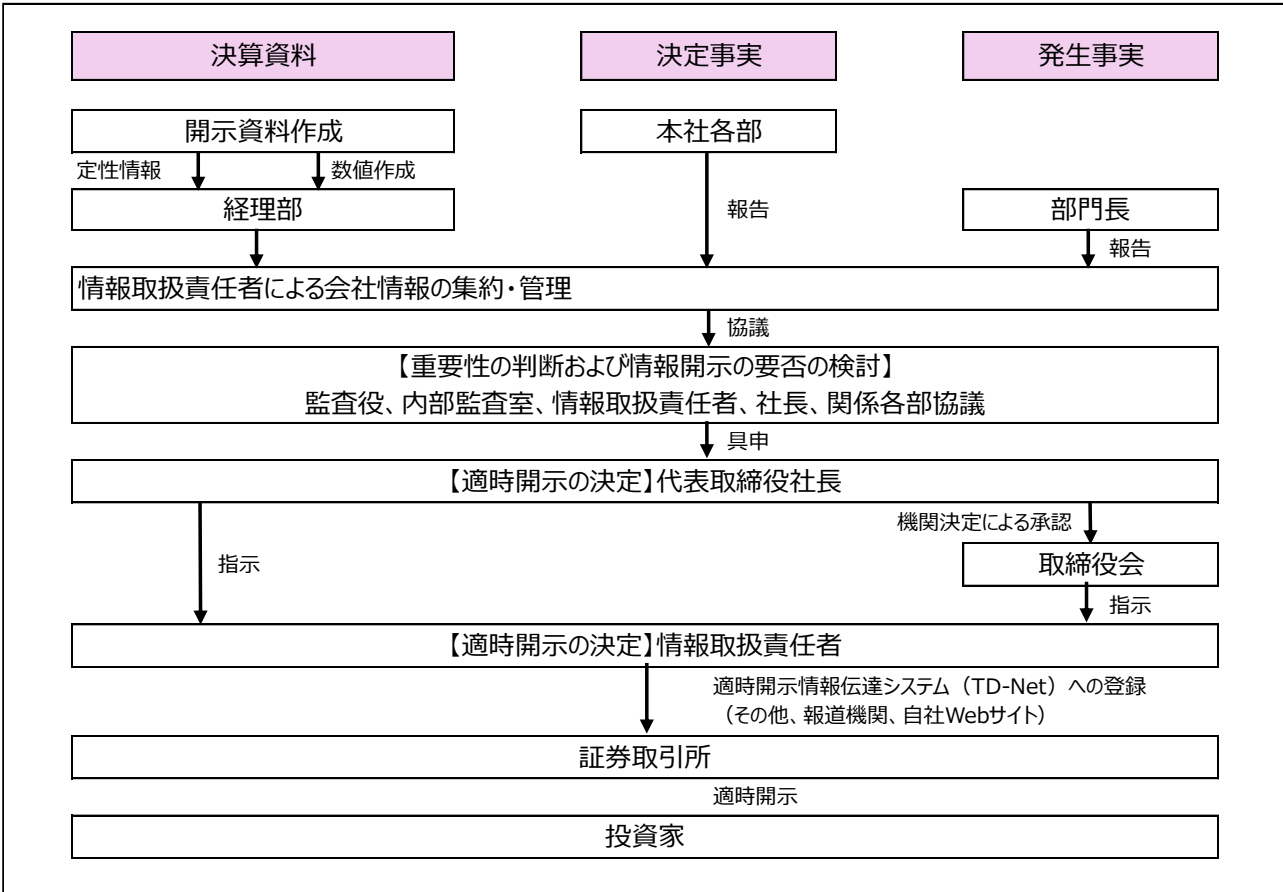 決算資料
決定事実
発生事実
開示資料作成
本社各部
定性情報
数値作成
経理部
報告
部門長
報告
情報取扱責任者による会社情報の集約・管理
協議
【重要性の判断および情報開示の要否の検討】
監査役、内部監査室、情報取扱責任者、社長、関係各部協議
具申
【適時開示の決定】代表取締役社長
機関決定による承認
指示
取締役会
指示
【適時開示の決定】情報取扱責任者
適時開示情報伝達システム（TD-Net）への登録
（その他、報道機関、自社Webサイト）
証券取引所
適時開示
投資家